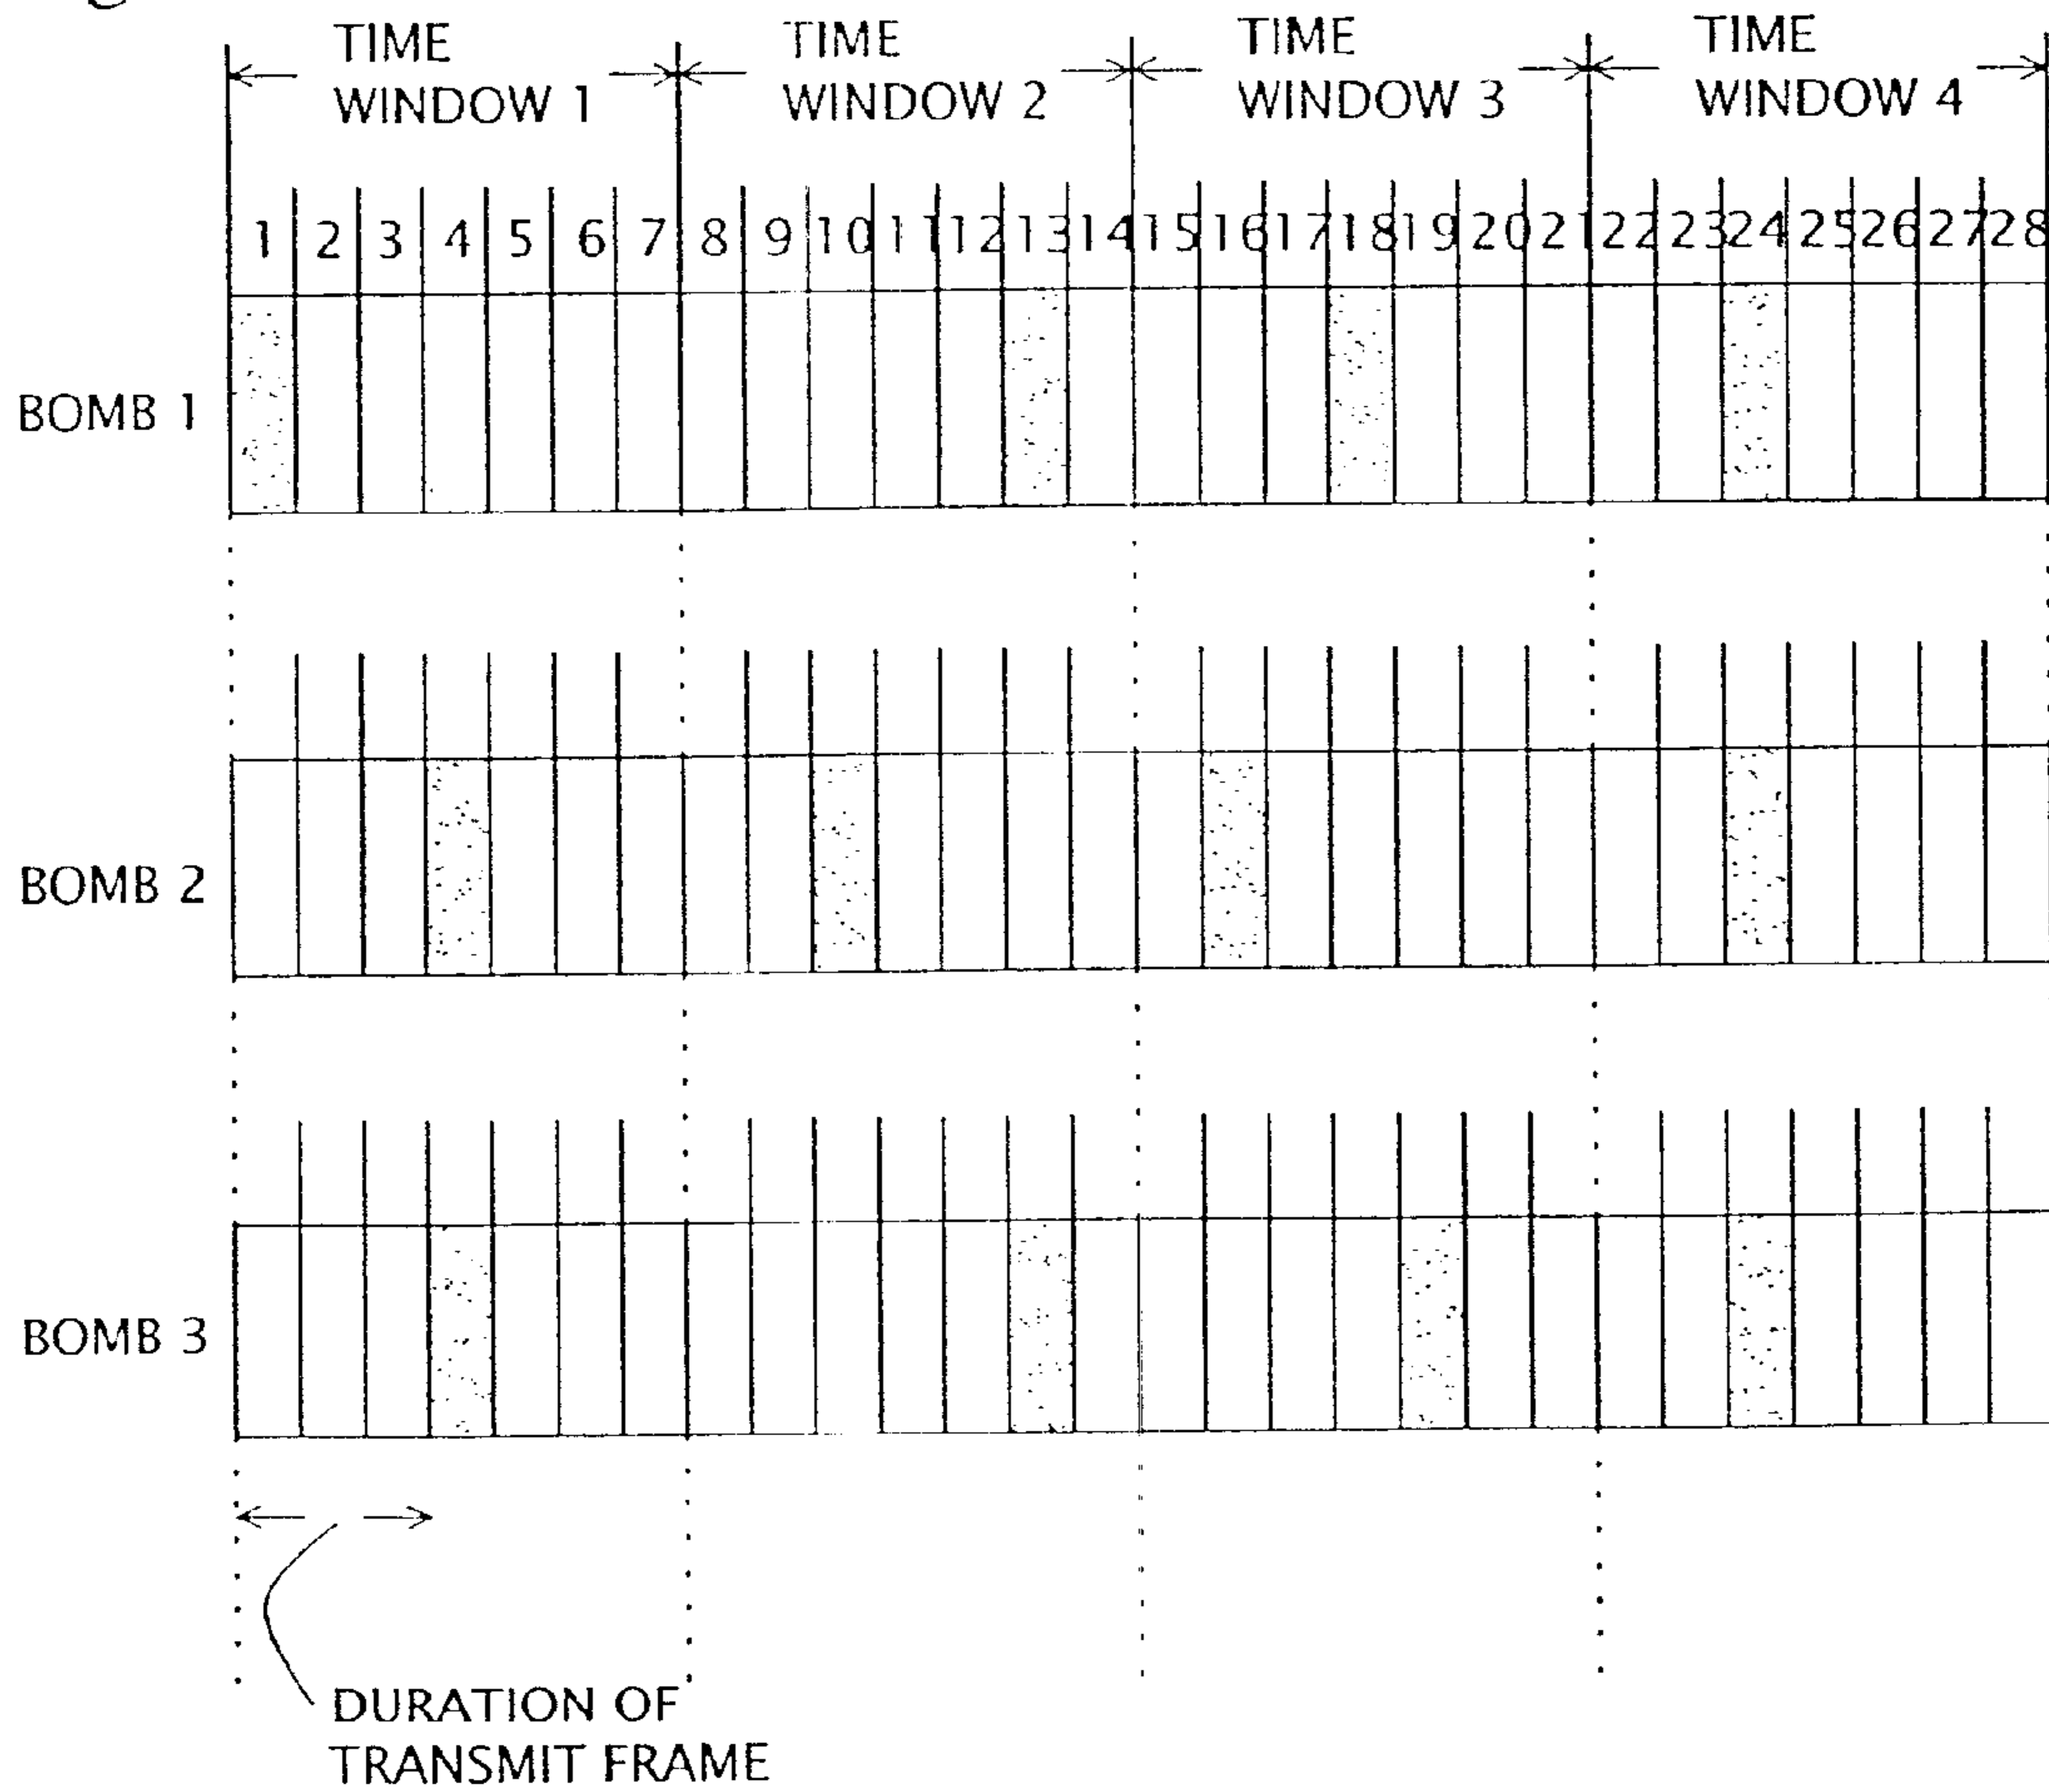 TIME
WINDOW 1
TIME
WINDOW 2
TIME
WINDOW 3
TIME
WINDOW 4
1 2 3 4 5 6 7 8 9 10 11 12 13 14 15 16 17 18 19 20 21 22 23 24 25 26 27 28
BOMB 1
BOMB 2
BOMB 3
DURATION OF
TRANSMIT FRAME